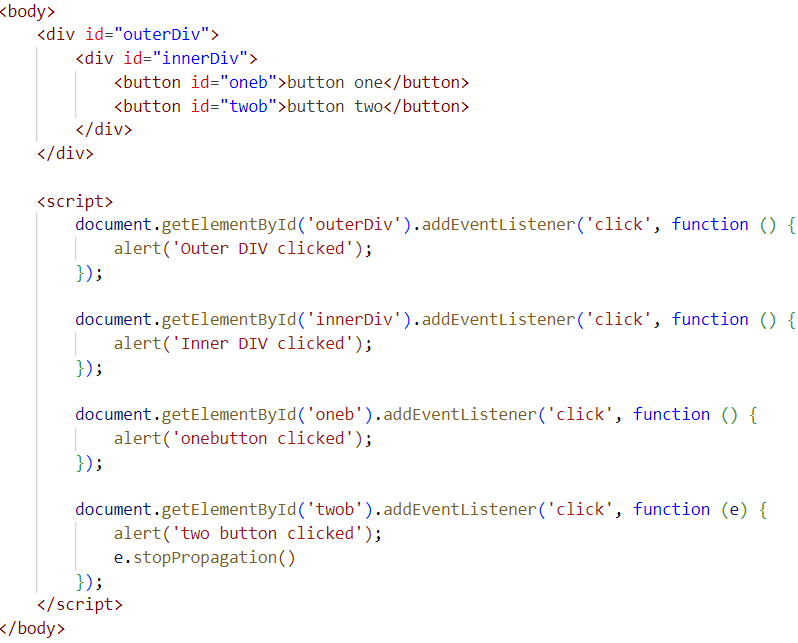 <body>
<div id="outerDiv">
<div id="innerDiv">
<button id="oneb">button one</button>
<button id="twob">button two</button>
</div>
</div>
<script>
document.getElementById('outerDiv').addEventListener('click', function () {
alert('Outer DIV clicked');
});
document.getElementById('innerDiv').addEventListener('click', function () {
alert('Inner DIV clicked');
});
document.getElementById('oneb').addEventListener('click', function () {
alert('onebutton clicked');
});
document.getElementById('twob').addEventListener('click', function (e) {
alert('two button clicked');
e.stopPropagation()
});
</script>
</body>